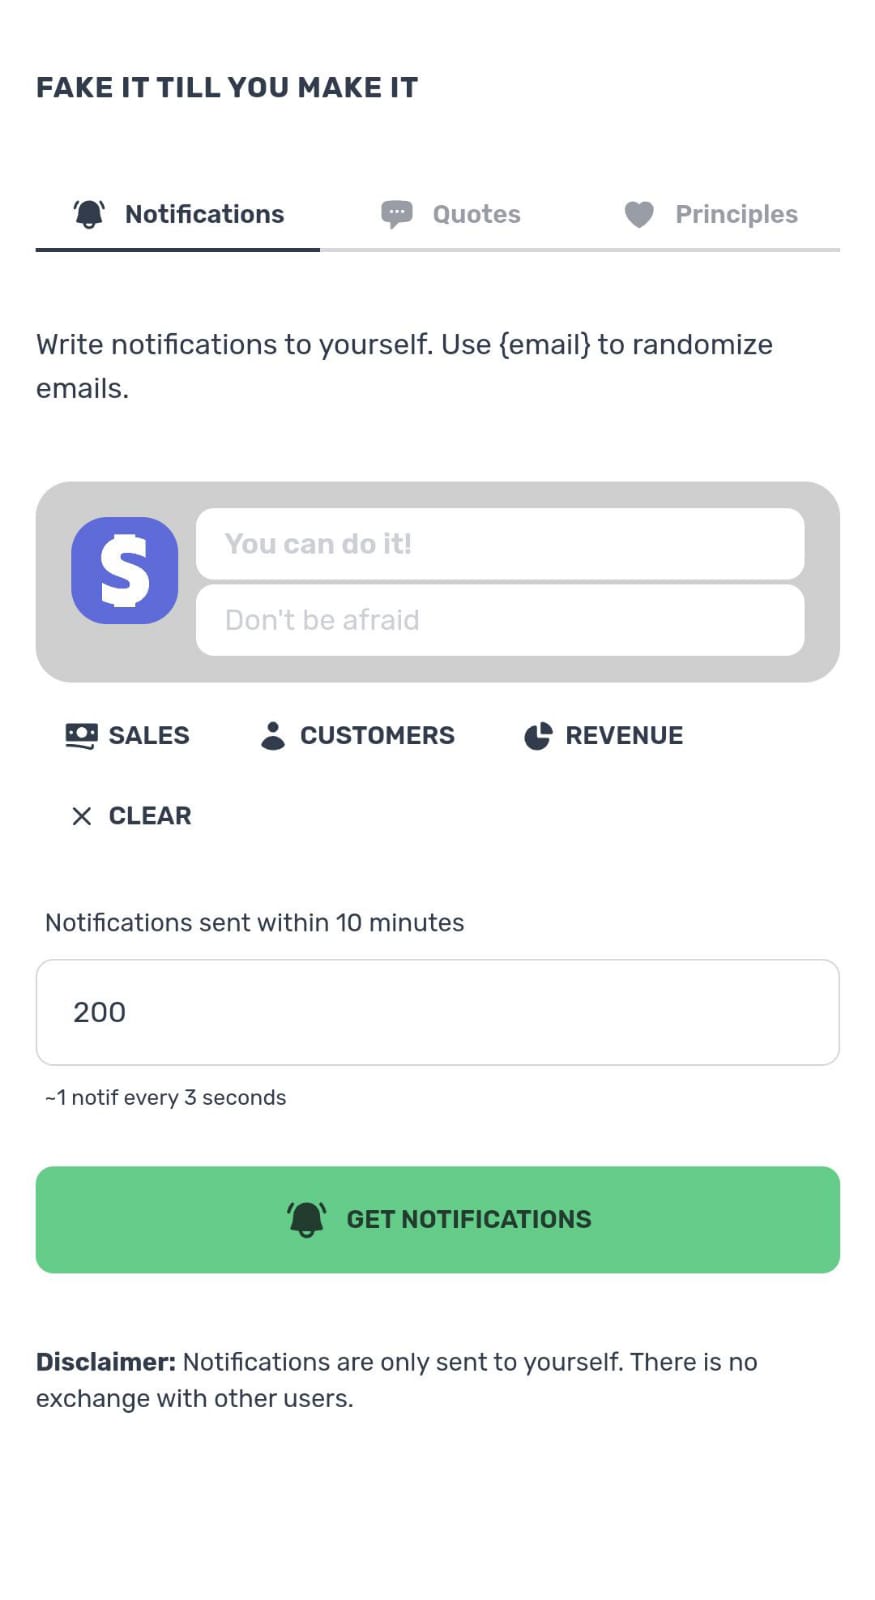 FAKE IT TILL YOU MAKE IT
Notifications
Quotes
Principles
Write notifications to yourself. Use {email} to randomize
emails.
S
You can do it!
Don't be afraid
SALES
CUSTOMERS
REVENUE
CLEAR
Notifications sent within 10 minutes
200
~1 notif every 3 seconds
GET NOTIFICATIONS
Disclaimer: Notifications are only sent to yourself. There is no
exchange with other users.